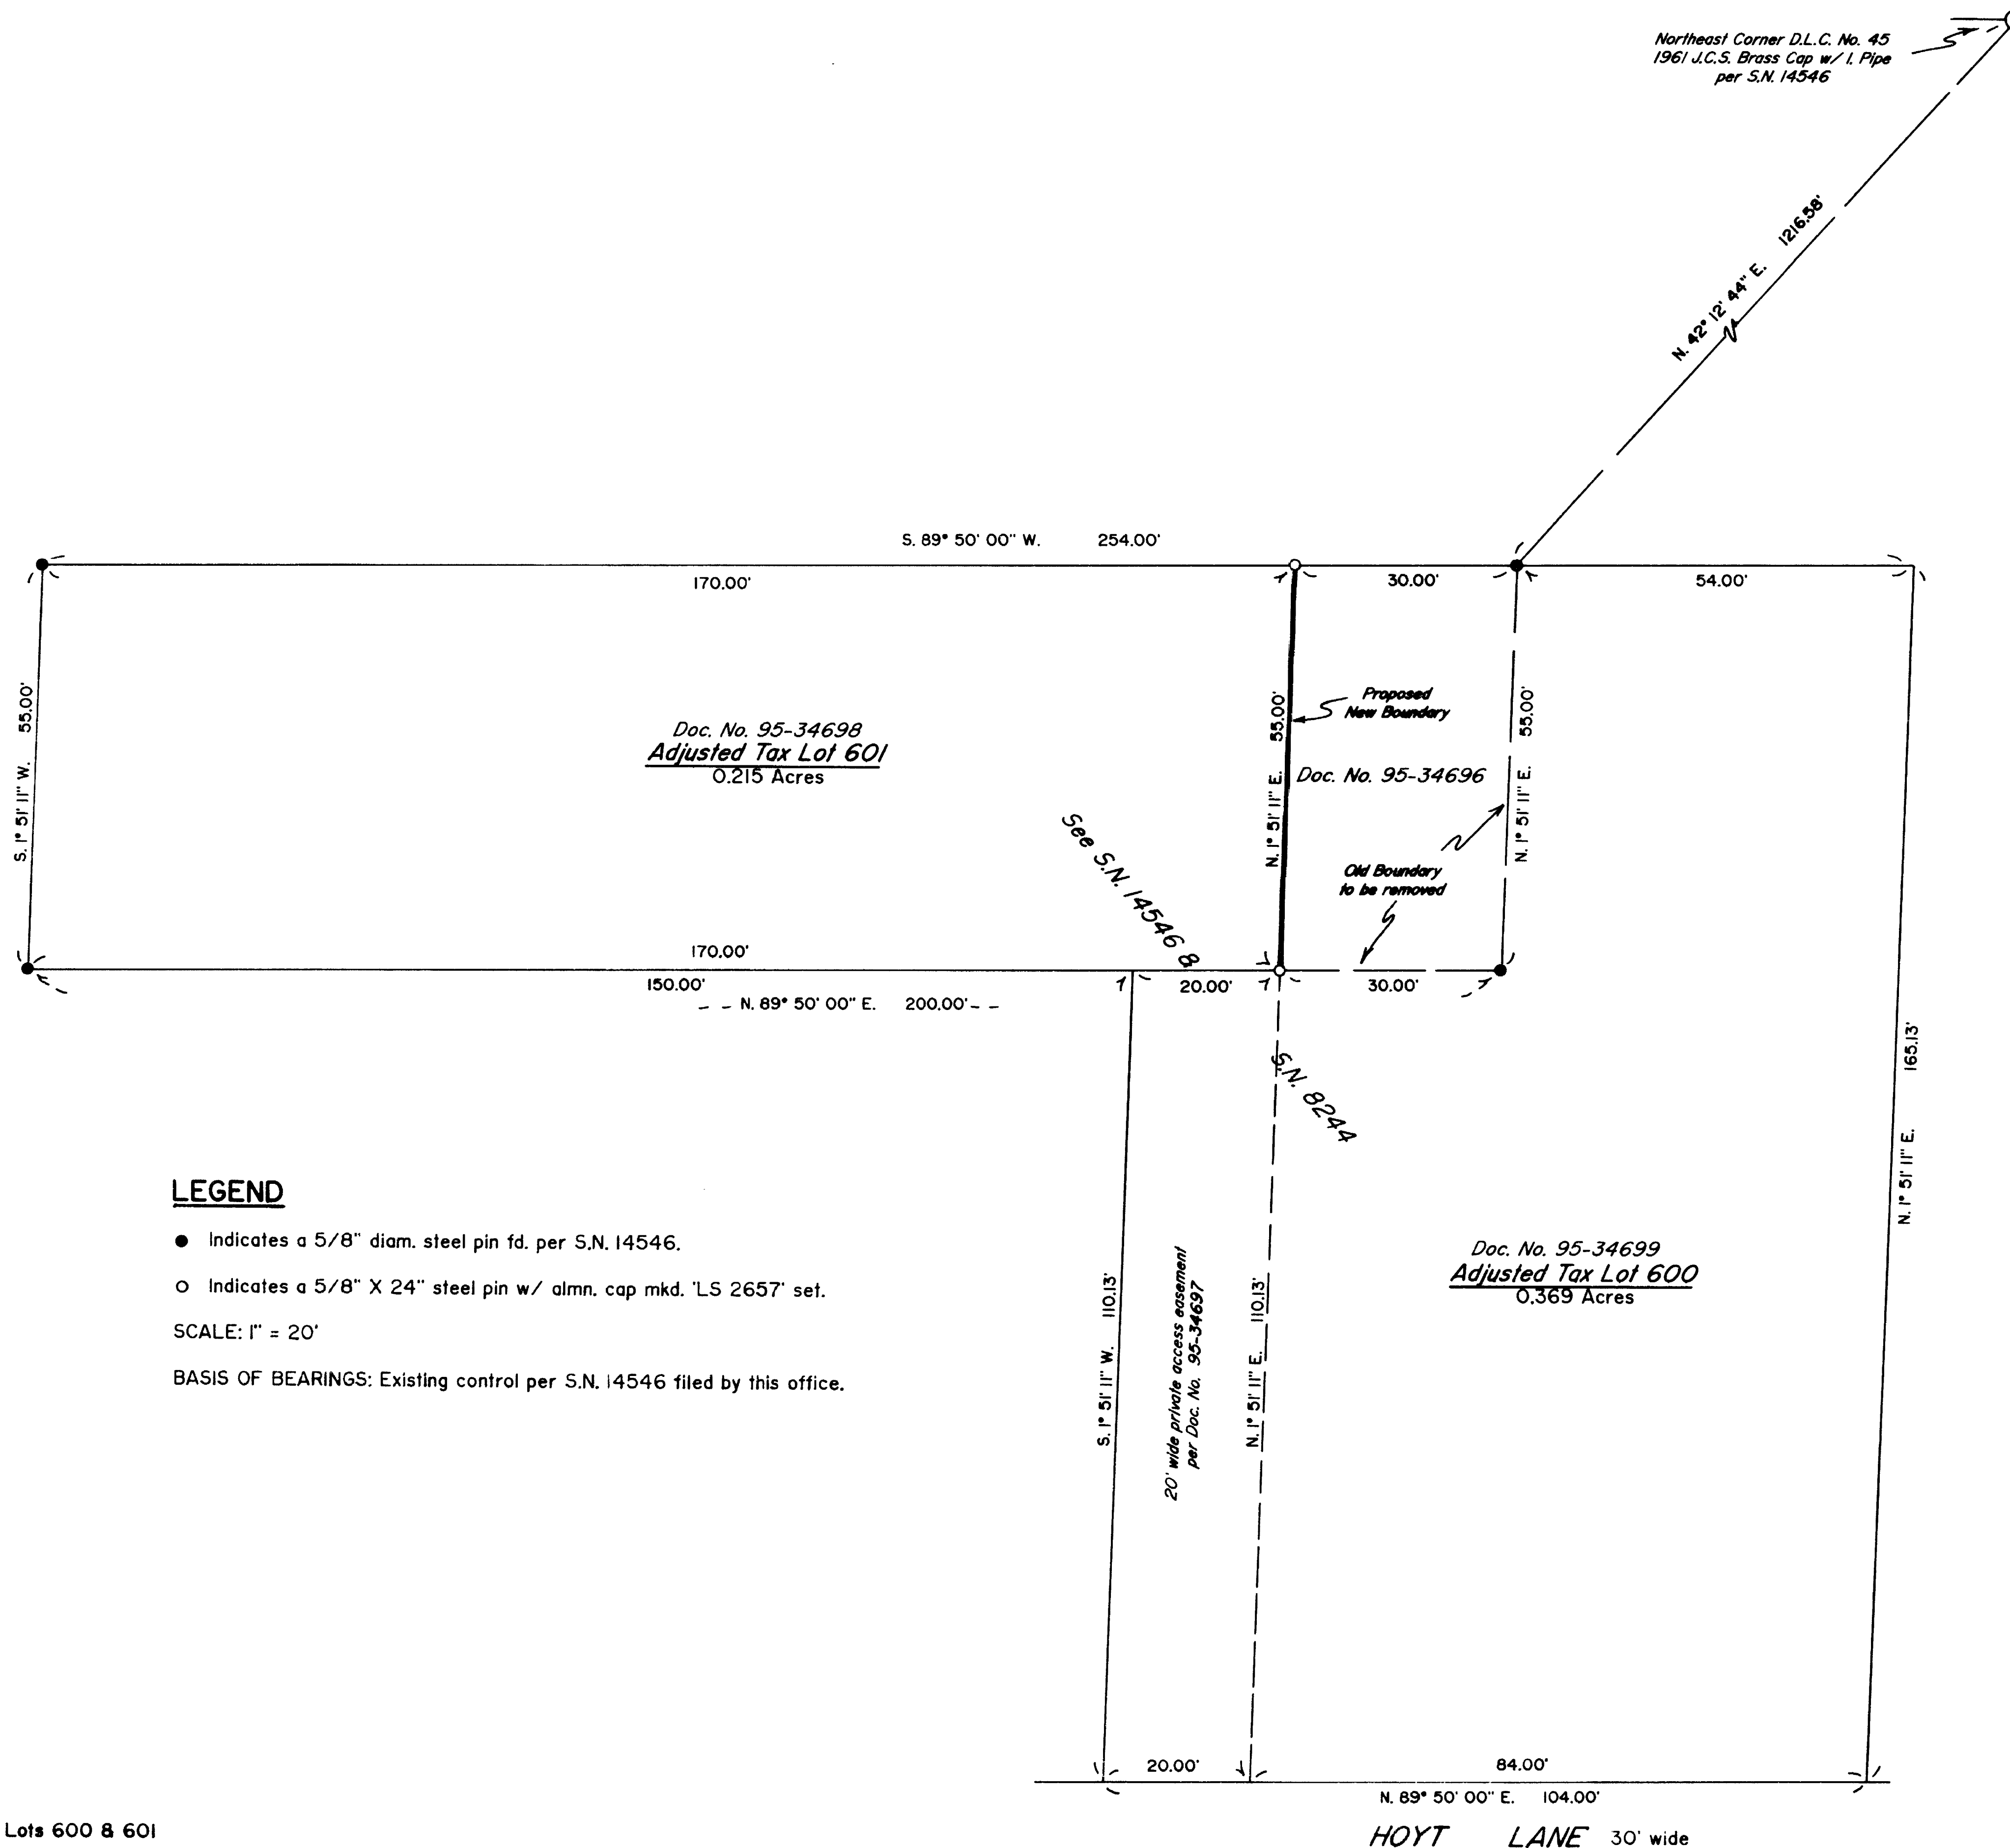 Northeast Corner D.L.C. No. 45
1961 J.C.S. Brass Cap w/ I. Pipe
per S.N. 14546
N. 42° 12' 44" E. 1216.58'
S. 89° 50' 00" W. 254.00'
170.00'
30.00'
54.00'
S. 1° 51' 11" W. 55.00'
Doc. No. 95-34698
Adjusted Tax Lot 601
0.215 Acres
N. 1° 51' 11" E. 55.00'
Proposed
New Boundary
Doc. No. 95-34696
N. 1° 51' 11" E. 55.00'
Old Boundary
to be removed
See S.N. 14546 &
S.N. 8244
170.00'
150.00'
20.00'
30.00'
N. 89° 50' 00" E. 200.00'
N. 1° 51' 11" E. 165.13'
LEGEND
● Indicates a 5/8" diam. steel pin fd. per S.N. 14546.
○ Indicates a 5/8" X 24" steel pin w/ almn. cap mkd. 'LS 2657' set.
SCALE: 1" = 20'
BASIS OF BEARINGS: Existing control per S.N. 14546 filed by this office.
S. 1° 51' 11" W. 110.13'
20' wide private access easement
per Doc. No. 95-34697
N. 1° 51' 11" E. 110.13'
Doc. No. 95-34699
Adjusted Tax Lot 600
0.369 Acres
20.00'
84.00'
N. 89° 50' 00" E. 104.00'
HOYT LANE 30' wide
Lots 600 & 601